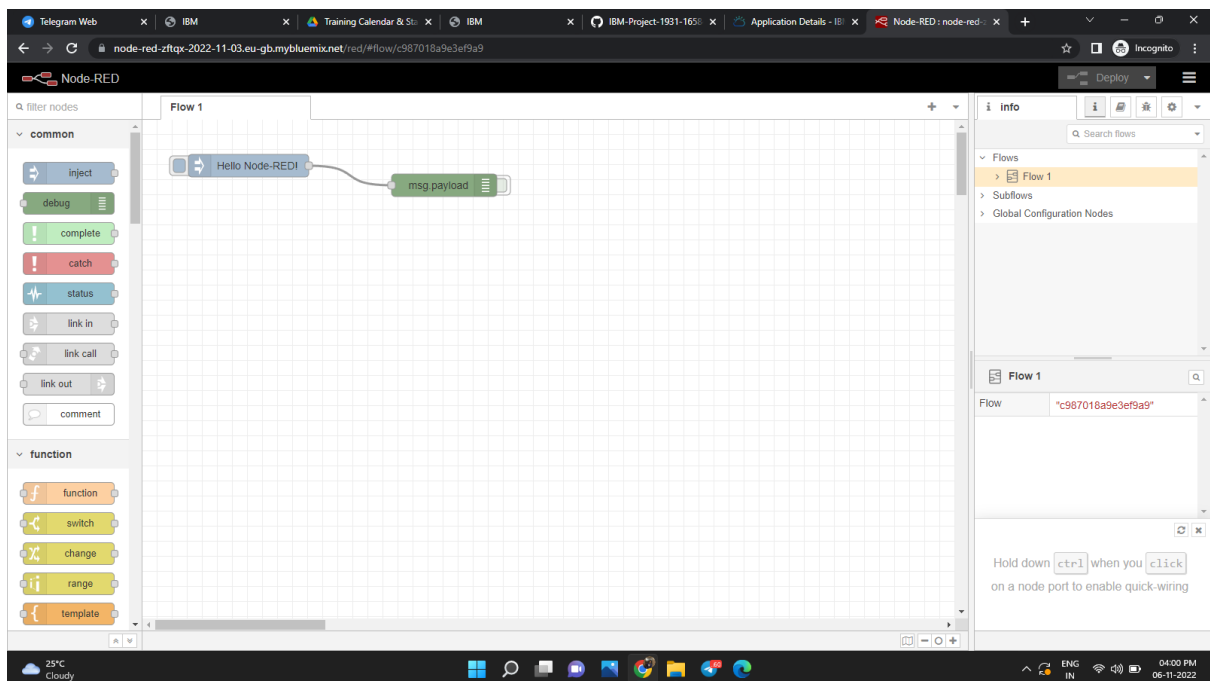 Telegram Web
IBM
Training Calendar & Sta
IBM
IBM-Project-1931-1658
Application Details - IB
Node-RED : node-red-z
node-red-zftqx-2022-11-03.eu-gb.mybluemix.net/red/#flow/c987018a9e3ef9a9
Incognito
Node-RED
Deploy
filter nodes
Flow 1
i info
common
Search flows
inject
debug
complete
catch
status
link in
link call
link out
comment
function
function
switch
change
range
template
Hello Node-RED!
msg.payload
Flows
Flow 1
Subflows
Global Configuration Nodes
Flow 1
Flow "c987018a9e3ef9a9"
Hold down ctrl when you click
on a node port to enable quick-wiring
25°C
Cloudy
ENG
IN
04:00 PM
06-11-2022